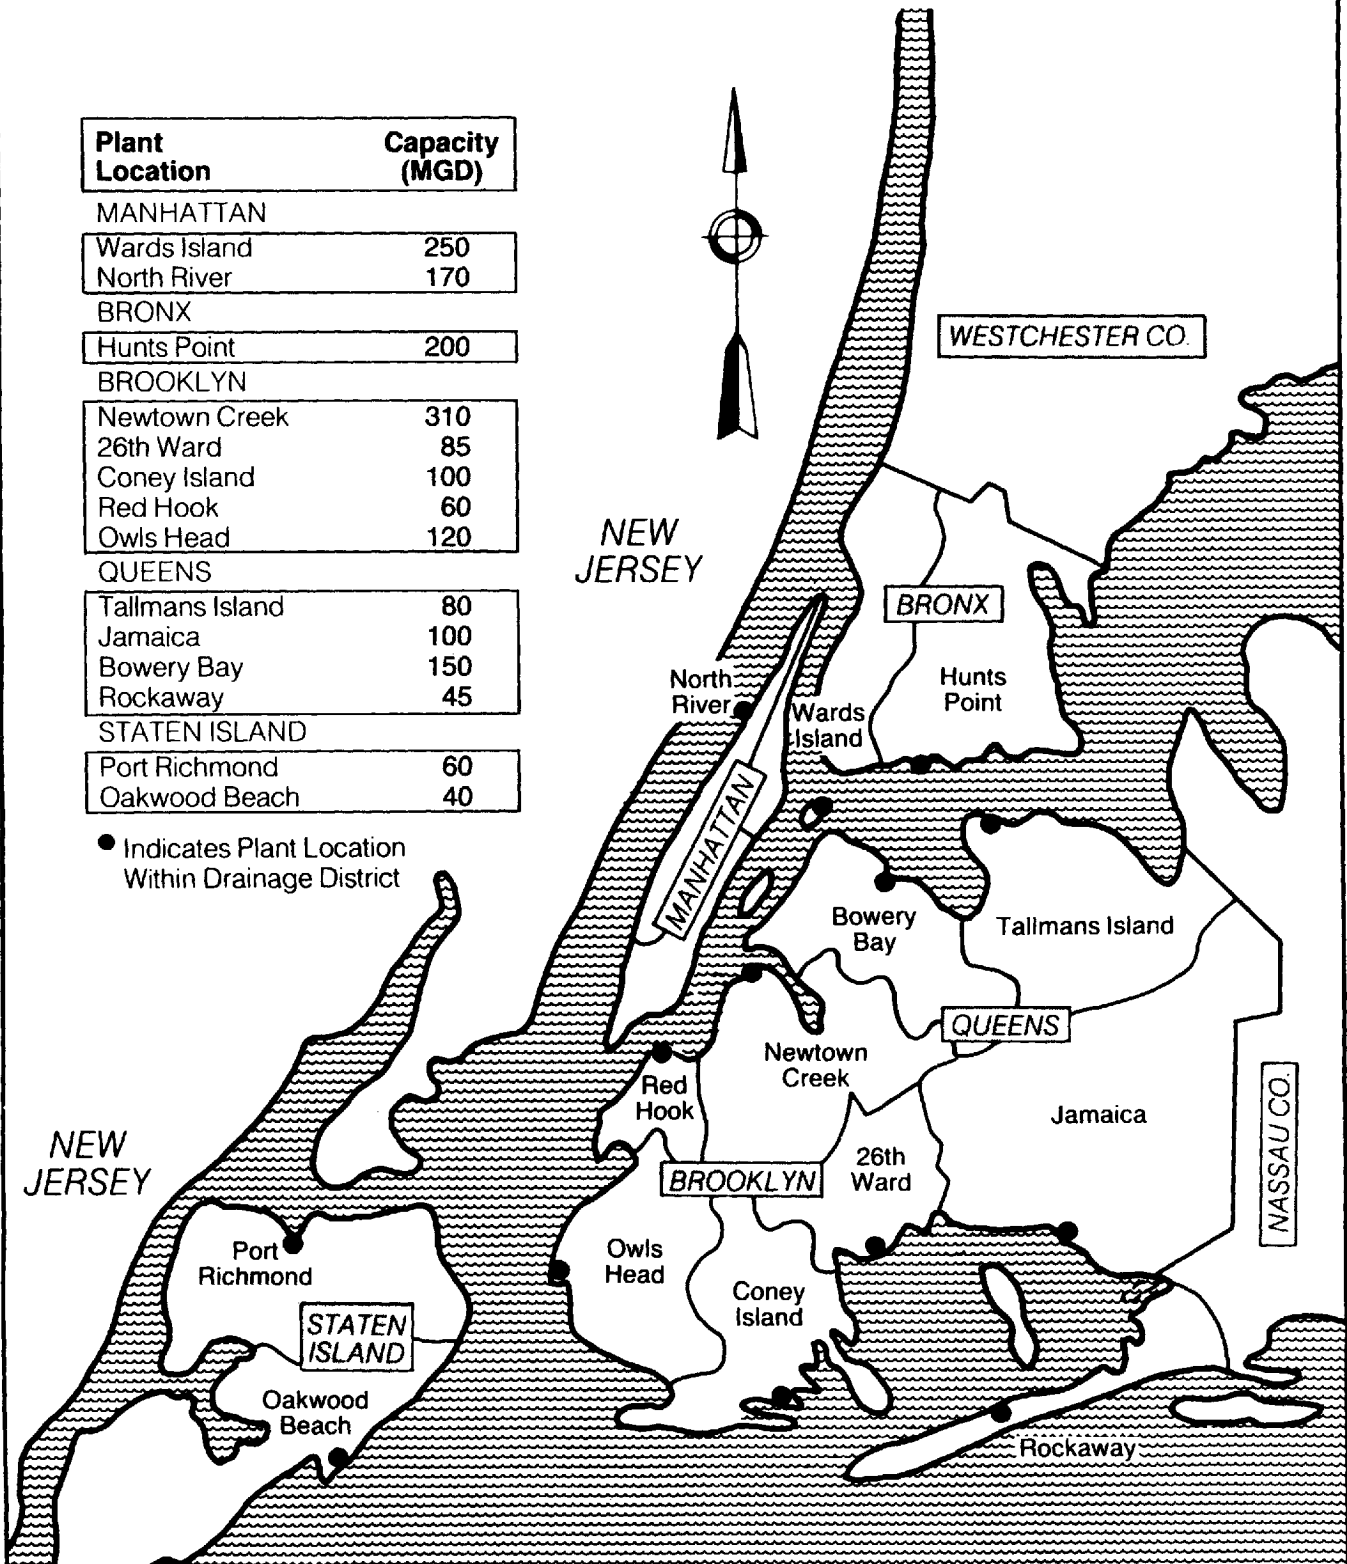 Plant Location Capacity (MGD)
MANHATTAN
Wards Island 250
North River 170
BRONX
Hunts Point 200
BROOKLYN
Newtown Creek 310
26th Ward 85
Coney Island 100
Red Hook 60
Owls Head 120
QUEENS
Tallmans Island 80
Jamaica 100
Bowery Bay 150
Rockaway 45
STATEN ISLAND
Port Richmond 60
Oakwood Beach 40
Indicates Plant Location
Within Drainage District
WESTCHESTER CO.
NEW
JERSEY
BRONX
North
River
Hunts
Point
Wards
Island
MANHATTAN
Bowery
Bay
Tallmans Island
QUEENS
Newtown
Creek
Red
Hook
Jamaica
NASSAU CO.
NEW
JERSEY
26th
Ward
BROOKLYN
Port
Richmond
Owls
Head
Coney
Island
STATEN
ISLAND
Oakwood
Beach
Rockaway